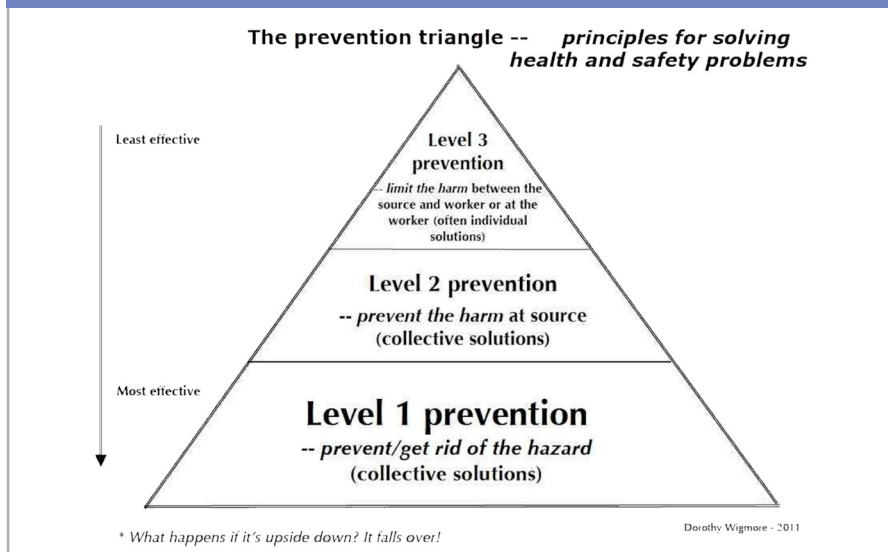 The prevention triangle -- principles for solving
health and safety problems
Least effective
Level 3
prevention
-- limit the harm between the
source and worker or at the
worker (often individual
solutions)
Level 2 prevention
-- prevent the harm at source
(collective solutions)
Most effective
Level 1 prevention
-- prevent/get rid of the hazard
(collective solutions)
Dorothy Wigmore - 2011
* What happens if it's upside down? It falls over!